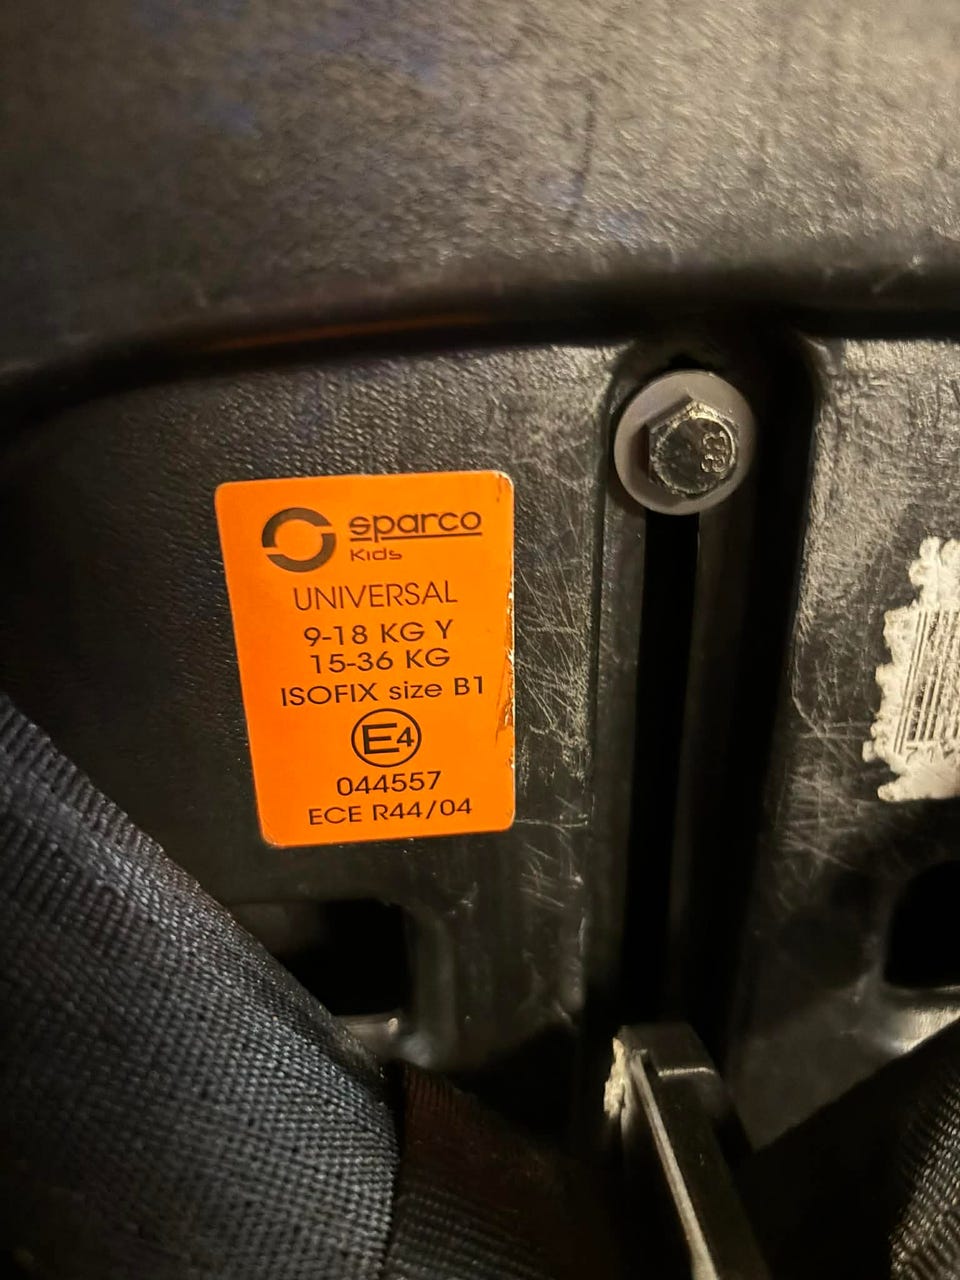 sparco
Kids
UNIVERSAL
9-18 KG Y
15-36 KG
ISOFIX size B1
E4
044557
ECE R44/04